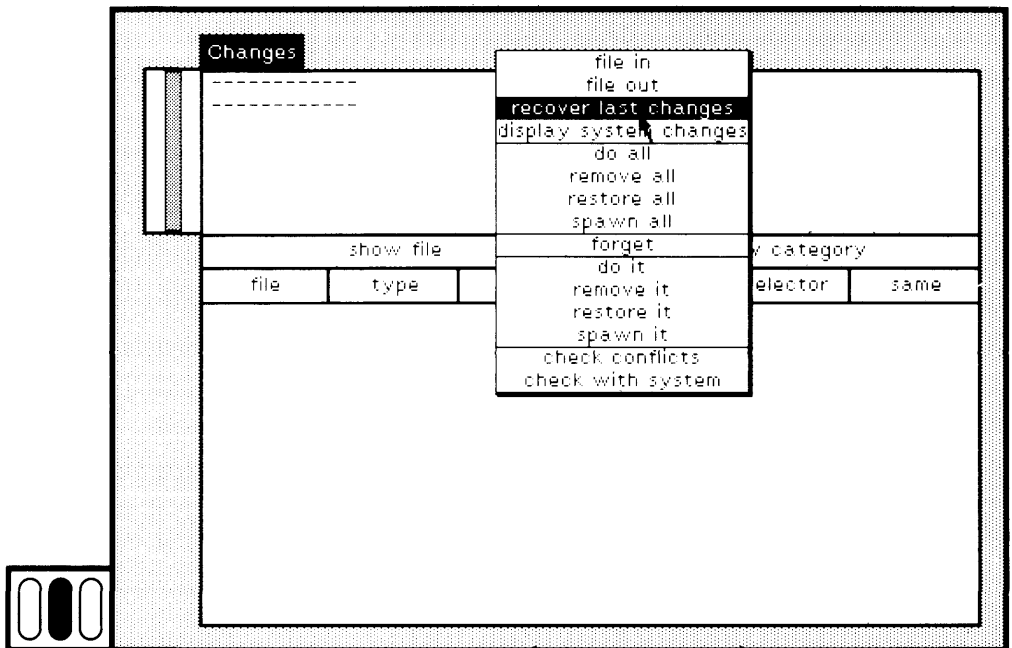 Changes
file in
file out
recover last changes
display system changes
do all
remove all
restore all
spawn all
forget
do it
remove it
restore it
spawn it
check conflicts
check with system
show file
category
file
type
elector
same